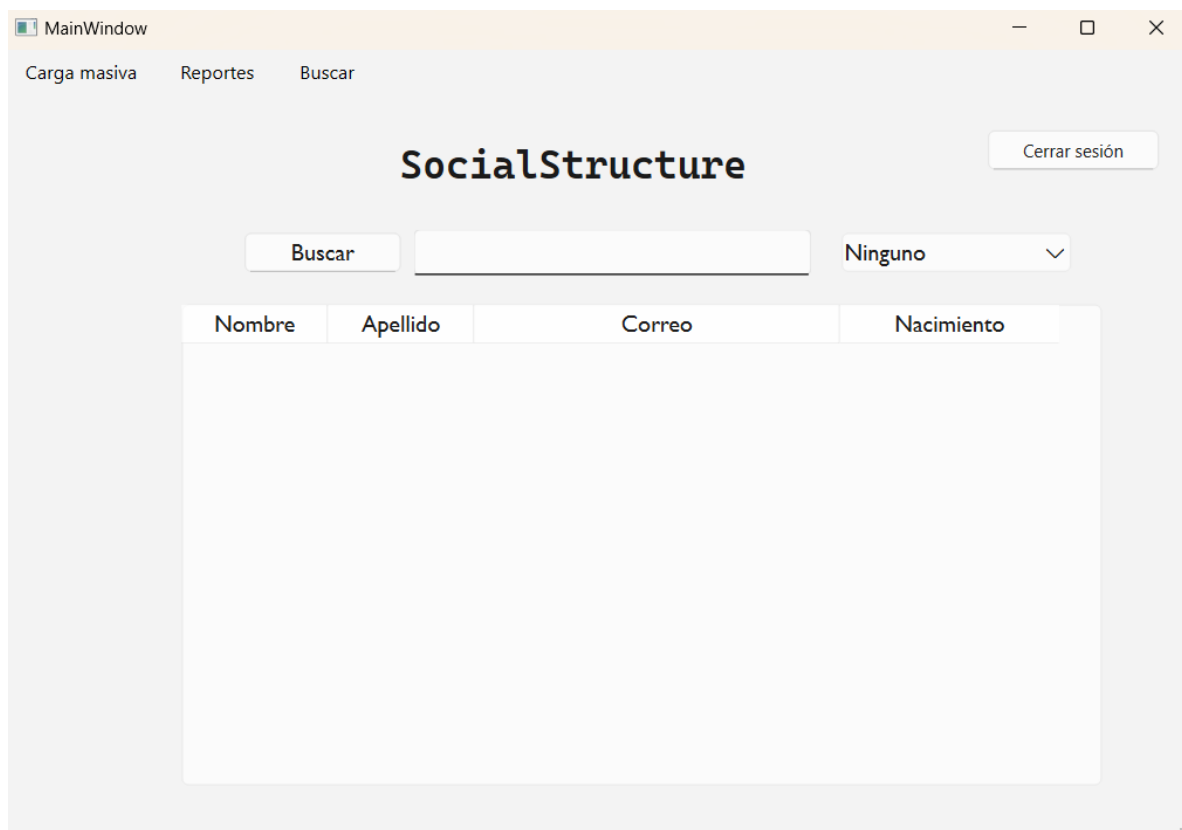 MainWindow
Carga masiva Reportes Buscar
SocialStructure
Cerrar sesión
Buscar Ninguno
Nombre Apellido Correo Nacimiento